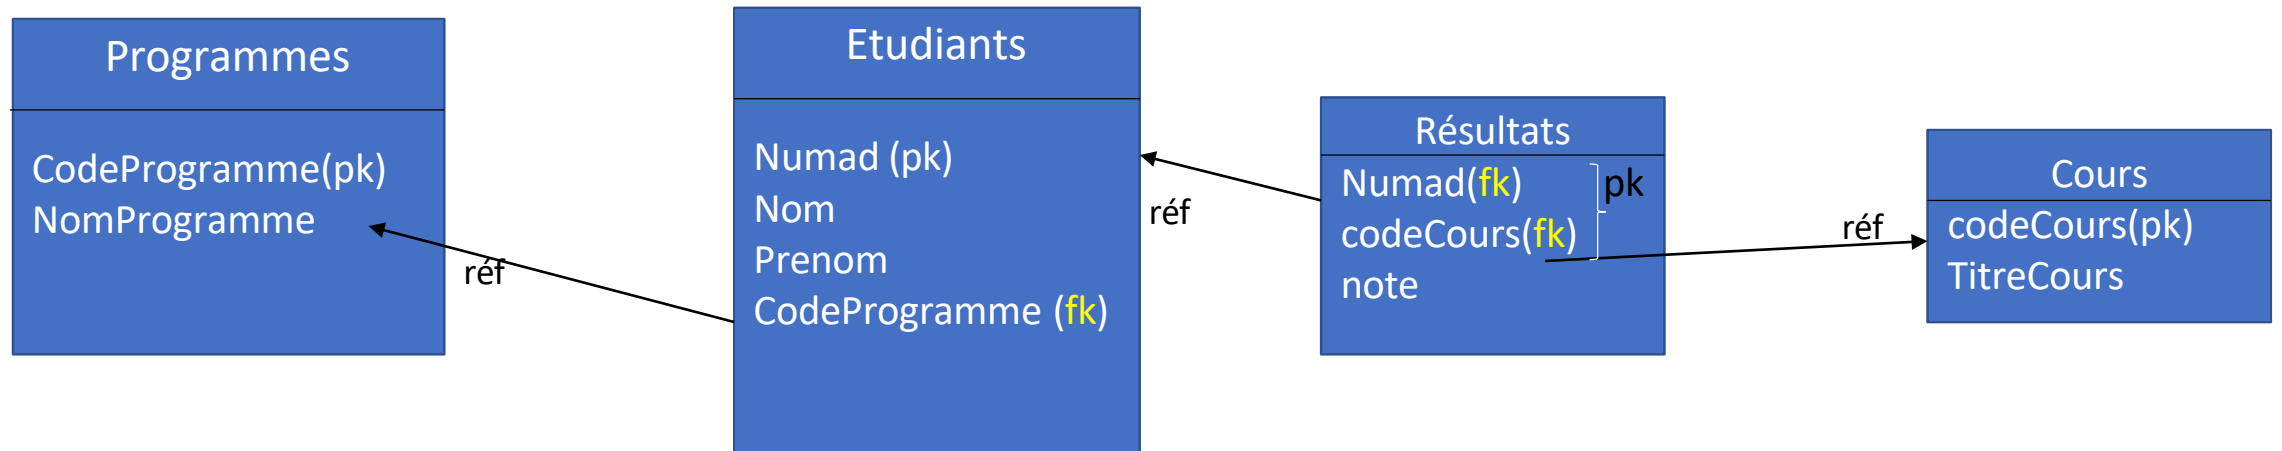 Programmes
CodeProgramme(pk)
NomProgramme
réf
Etudiants
Numad (pk)
Nom
Prenom
CodeProgramme (fk)
réf
Résultats
Numad(fk)
codeCours(fk)
pk
note
réf
Cours
codeCours(pk)
TitreCours